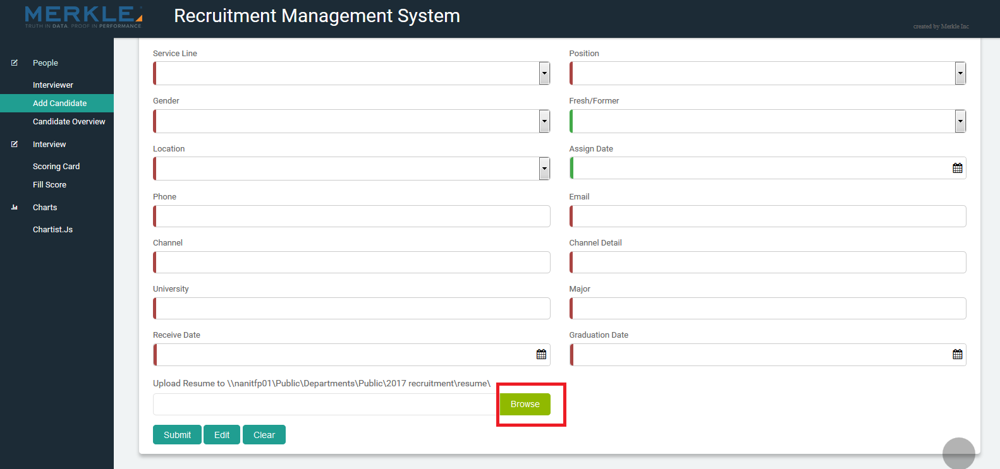 MERKLE
TRUTH IN DATA. PROOF IN PERFORMANCE.
Recruitment Management System
created by Merkle Inc
People
Interviewer
Add Candidate
Candidate Overview
Interview
Scoring Card
Fill Score
Charts
Chartist.Js
Service Line
Position
Gender
Fresh/Former
Location
Assign Date
Phone
Email
Channel
Channel Detail
University
Major
Receive Date
Graduation Date
Upload Resume to \\nanitfp01\Public\Departments\Public\2017 recruitment\resume\
Browse
Submit
Edit
Clear